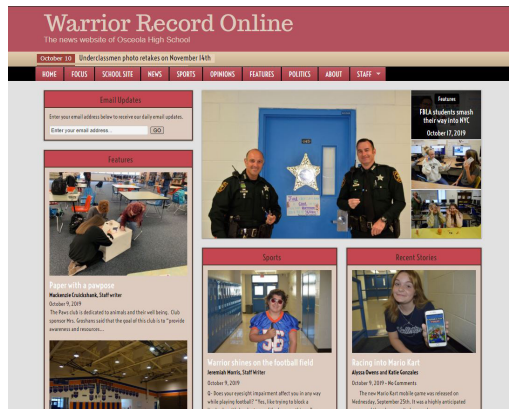 Warrior Record Online
The news website of Osceola High School
October 10 Underclassmen photo retakes on November 14th
HOME FOCUS SCHOOL SITE NEWS SPORTS OPINIONS FEATURES POLITICS ABOUT STAFF
Email Updates
Enter your email address below to receive our daily email updates.
Enter your email address... GO
Features
Paper with a pawpose
Mackenzie Cruickshank, Staff writer
October 9, 2019
The Paws club is dedicated to animals and their well being. Club
sponsor Mrs. Greshans said that the goal of this club is to "provide
awareness and resources...
Features
FBLA students smash
their way into NYC
October 17, 2019
Sports
Warrior shines on the football field
Jeremiah Morris, Staff Writer
October 9, 2019
Q- Does your eyesight impairment affect you in any way
while playing football? "Yes, like trying to block a
Recent Stories
Racing into Mario Kart
Alyssa Owens and Katie Gonzales
October 9, 2019 • No Comments
The new Mario Kart mobile game was released on
Wednesday, September 25th. It was a highly anticipated